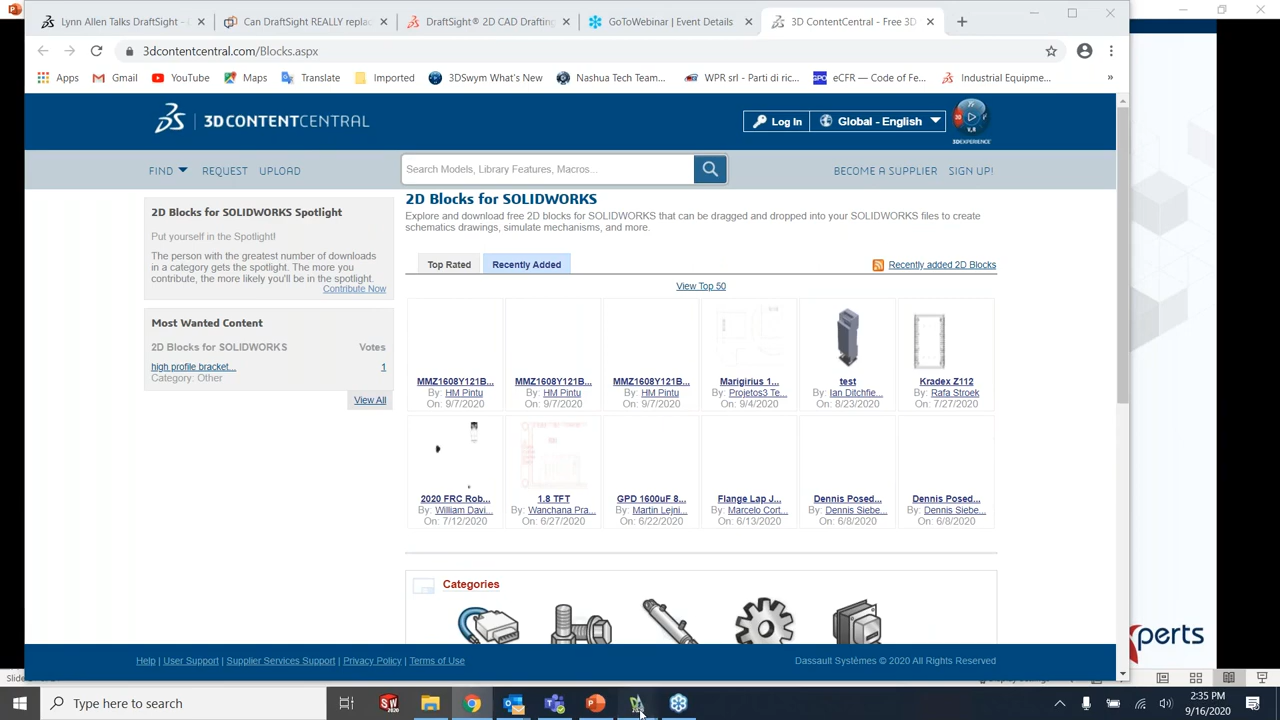 Lynn Allen Talks DraftSight -
Can DraftSight REALLY replac
DraftSight® - 2D CAD Drafting
GoToWebinar | Event Details
3D ContentCentral - Free 3D
3dcontentcentral.com/Blocks.aspx
Apps
Gmail
YouTube
Maps
Translate
Imported
3DSwym What's New
Nashua Tech Team...
WPR srl - Parti di ric...
eCFR — Code of Fe...
Industrial Equipme...
»
3DCONTENTCENTRAL
Log In
Global - English
3DEXPERIENCE
FIND
REQUEST
UPLOAD
Search Models, Library Features, Macros...
BECOME A SUPPLIER
SIGN UP!
2D Blocks for SOLIDWORKS Spotlight
Put yourself in the Spotlight!
The person with the greatest number of downloads
in a category gets the spotlight. The more you
contribute, the more likely you'll be in the spotlight.
Contribute Now
Most Wanted Content
2D Blocks for SOLIDWORKS Votes
high profile bracket... 1
Category: Other
View All
2D Blocks for SOLIDWORKS
Explore and download free 2D blocks for SOLIDWORKS that can be dragged and dropped into your SOLIDWORKS files to create
schematics drawings, simulate mechanisms, and more.
Top Rated
Recently Added
Recently added 2D Blocks
View Top 50
MMZ1608Y121B...
By: HM Pintu
On: 9/7/2020
MMZ1608Y121B...
By: HM Pintu
On: 9/7/2020
MMZ1608Y121B...
By: HM Pintu
On: 9/7/2020
Marigirius 1...
By: Projetos3 Te...
On: 9/4/2020
test
By: Ian Ditchfie...
On: 8/23/2020
Kradex Z112
By: Rafa Stroek
On: 7/27/2020
2020 FRC Rob...
By: William Davi...
On: 7/12/2020
1.8 TFT
By: Wanchana Pra...
On: 6/27/2020
GPD 1600uF 8...
By: Martin Lejni...
On: 6/22/2020
Flange Lap J...
By: Marcelo Cort...
On: 6/13/2020
Dennis Posed...
By: Dennis Siebe...
On: 6/8/2020
Dennis Posed...
By: Dennis Siebe...
On: 6/8/2020
Categories
Help | User Support | Supplier Services Support | Privacy Policy | Terms of Use
Dassault Systèmes © 2020 All Rights Reserved
perts
Type here to search
2:35 PM
9/16/2020